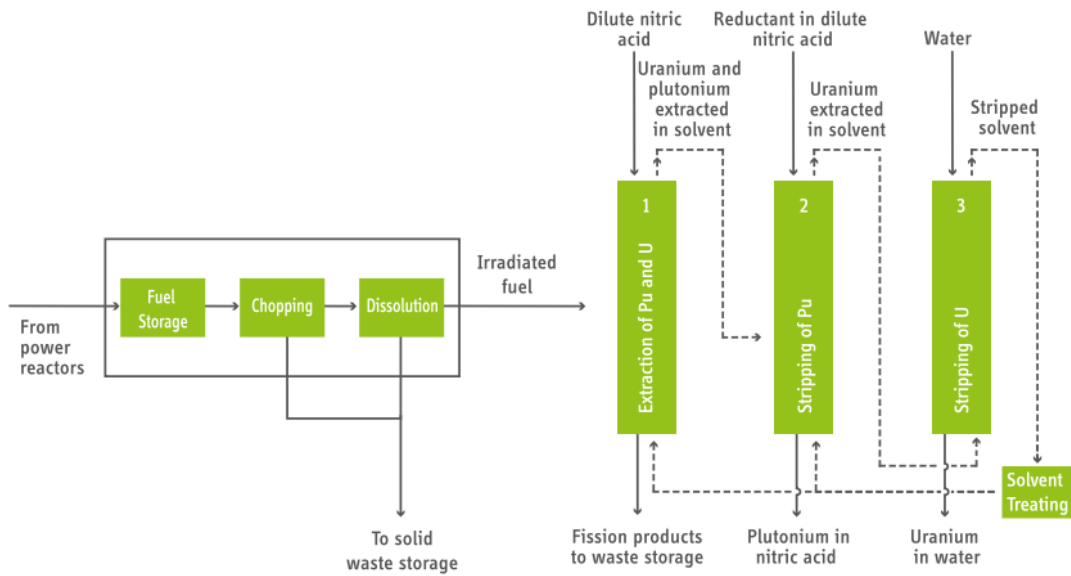 Dilute nitric
acid
Reductant in dilute
nitric acid
Water
Uranium and
plutonium
extracted
in solvent
Uranium
extracted
in solvent
Stripped
solvent
1
Extraction of Pu and U
2
Stripping of Pu
3
Stripping of U
Irradiated
fuel
Fuel
Storage
Chopping
Dissolution
From
power
reactors
Solvent
Treating
To solid
waste storage
Fission products
to waste storage
Plutonium in
nitric acid
Uranium
in water